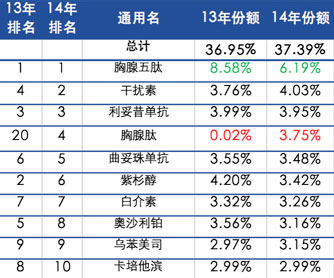 13年排名 14年排名 通用名 13年份额 14年份额
总计 36.95% 37.39%
1 1 胸腺五肽 8.58% 6.19%
4 2 干扰素 3.76% 4.03%
3 3 利妥昔单抗 3.99% 3.95%
20 4 胸腺肽 0.02% 3.75%
6 5 曲妥珠单抗 3.55% 3.48%
2 6 紫杉醇 4.20% 3.42%
7 7 白介素 3.32% 3.26%
5 8 奥沙利铂 3.56% 3.16%
9 9 乌苯美司 2.97% 3.15%
8 10 卡培他滨 2.99% 2.99%